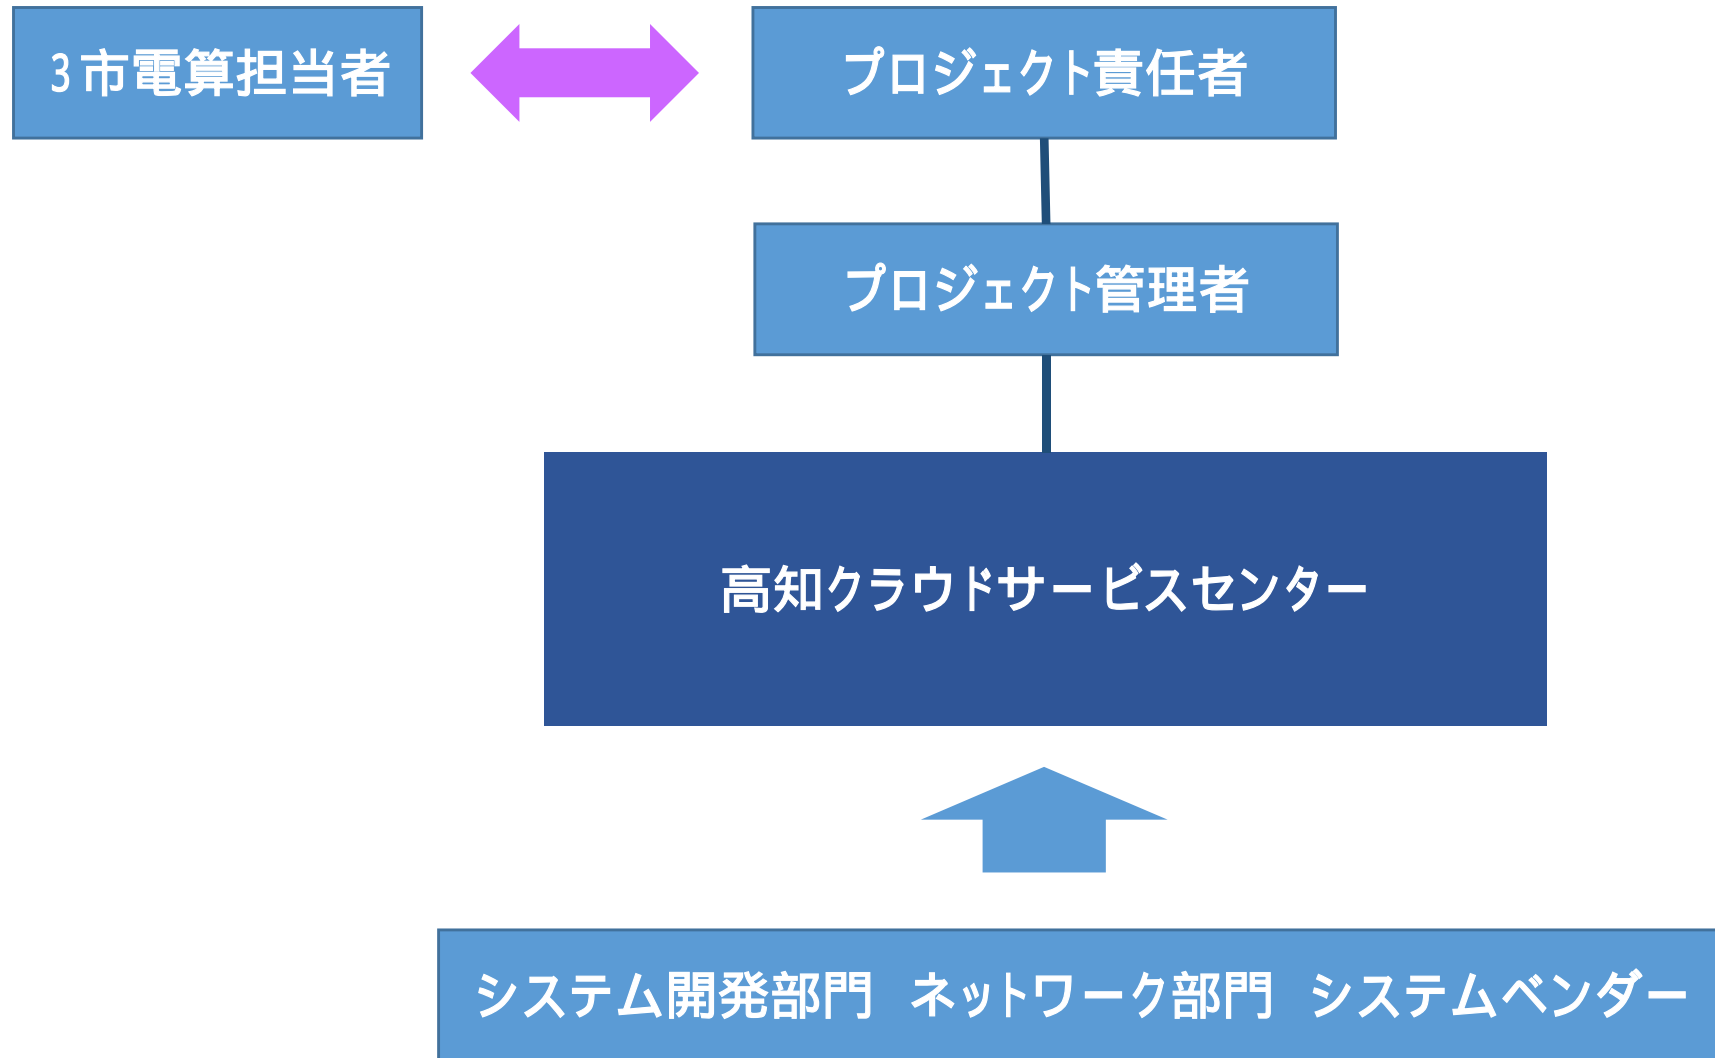 3市電算担当者
プロジェクト責任者
プロジェクト管理者
高知クラウドサービスセンター
システム開発部門　ネットワーク部門　システムベンダー